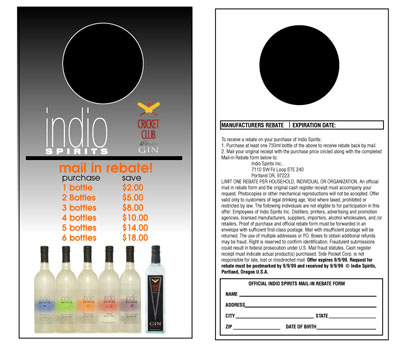 indio
SPIRITS
CRICKET
CLUB
GIN
mail in rebate!
purchase save
1 bottle $2.00
2 Bottles $5.00
3 bottles $8.00
4 bottles $10.00
5 bottles $14.00
6 bottles $18.00
GIN
MANUFACTURERS REBATE EXPIRATION DATE:
To receive a rebate on your purchase of Indio Spirits:
1. Purchase at least one 750ml bottle of the above to receive rebate back by mail.
2. Mail your original receipt with the purchase price circled along with the completed
Mail-in Rebate form below to:
Indio Spirits Inc.,
7110 SW Fir Loop STE 240
Portland OR, 97223
LIMIT ONE REBATE PER HOUSEHOLD, INDIVIDUAL OR ORGANIZATION. An official
mail in rebate form and the original cash register receipt must accompany your
request. Photocopies or other mechanical reproductions will not be accepted. Offer
valid only to customers of legal drinking age. Void where taxed, prohibited or
restricted by law. The following individuals are not eligible to for participation in this
offer: Employees of Indio Spirits Inc. Distillers, printers, advertising and promotion
agencies, licensed manufacturers, suppliers, importers, alcohol wholesalers, and/or
retailers. Proof of purchase and official rebate form must be forwarded in an
envelope with sufficient first-class postage. Mail with insufficient postage will be
returned. The use of multiple addresses or PO. Boxes to obtain additional refunds
may be fraud. Right is reserved to confirm identification. Fraudulent submissions
could result in federal prosecution under U.S. Mail fraud statutes. Cash register
receipt must indicate actual product(s) purchased. Side Pocket Corp. is not
responsible for late, lost or misdirected mail. Offer expires 9/9/99. Request for
rebate must be postmarked by 9/9/99 and received by 9/9/99 © Indio Spirits,
Portland, Oregon U.S.A.
OFFICIAL INDIO SPIRITS MAIL-IN REBATE FORM
NAME
ADDRESS
CITY STATE
ZIP DATE OF BIRTH